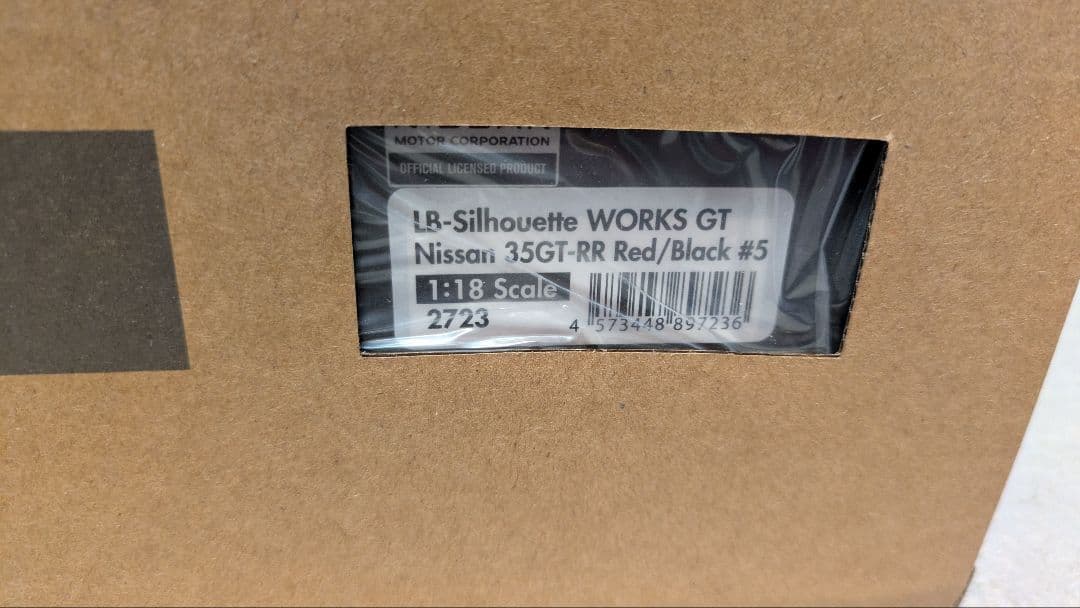 MOTOR CORPORATION
OFFICIAL LICENSED PRODUCT
LB-Silhouette WORKS GT
Nissan 35GT-RR Red/Black #5
1:18 Scale
2723
4 573448 897236